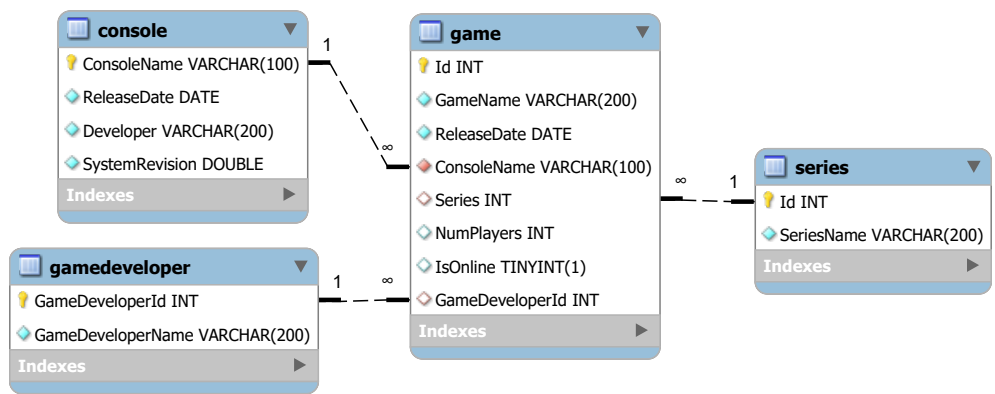 console
ConsoleName VARCHAR(100)
ReleaseDate DATE
Developer VARCHAR(200)
SystemRevision DOUBLE
Indexes
1
∞
game
Id INT
GameName VARCHAR(200)
ReleaseDate DATE
ConsoleName VARCHAR(100)
Series INT
NumPlayers INT
IsOnline TINYINT(1)
GameDeveloperId INT
Indexes
∞
1
series
Id INT
SeriesName VARCHAR(200)
Indexes
gamedeveloper
GameDeveloperId INT
GameDeveloperName VARCHAR(200)
Indexes
1
∞